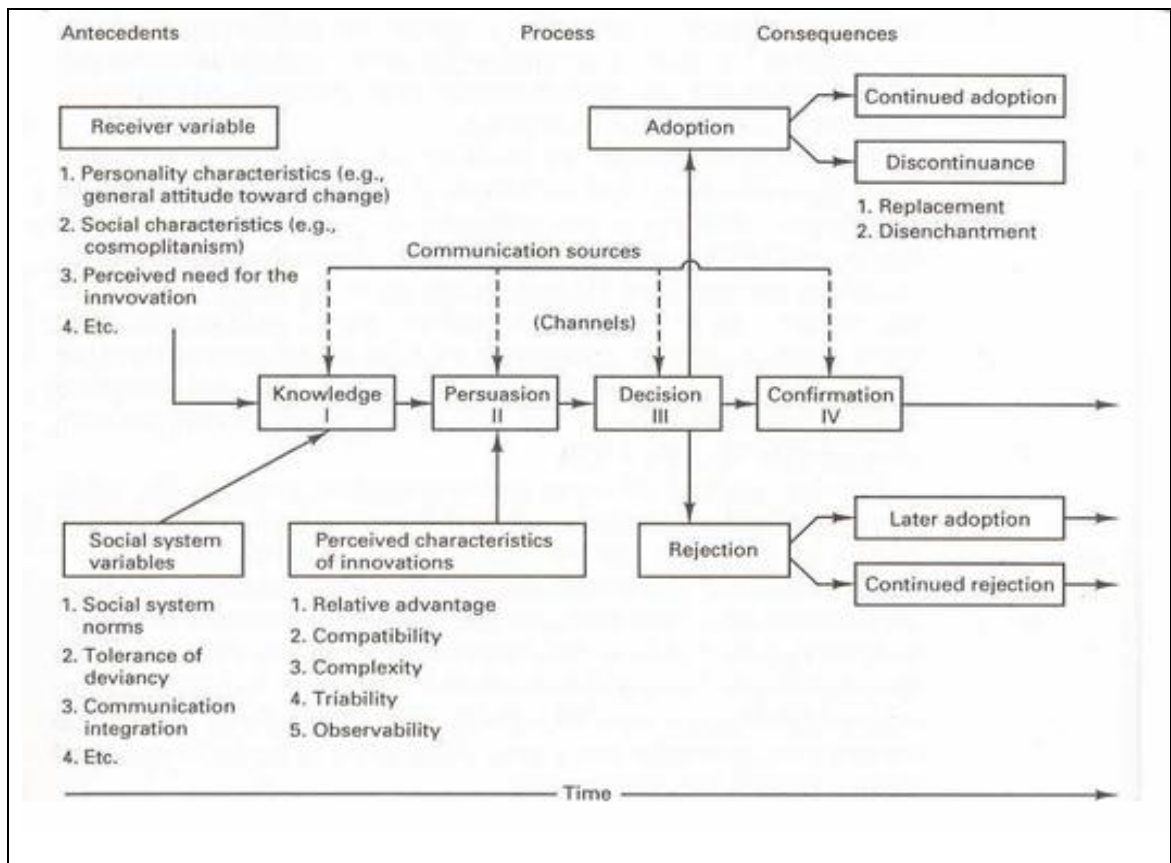 Antecedents
Process
Consequences
Receiver variable
1. Personality characteristics (e.g.,
general attitude toward change)
2. Social characteristics (e.g.,
cosmoplitanism)
3. Perceived need for the
innvovation
4. Etc.
Adoption
Continued adoption
Discontinuance
1. Replacement
2. Disenchantment
Communication sources
(Channels)
Knowledge
I
Persuasion
II
Decision
III
Confirmation
IV
Social system
variables
1. Social system
norms
2. Tolerance of
deviancy
3. Communication
integration
4. Etc.
Perceived characteristics
of innovations
1. Relative advantage
2. Compatibility
3. Complexity
4. Triability
5. Observability
Rejection
Later adoption
Continued rejection
Time